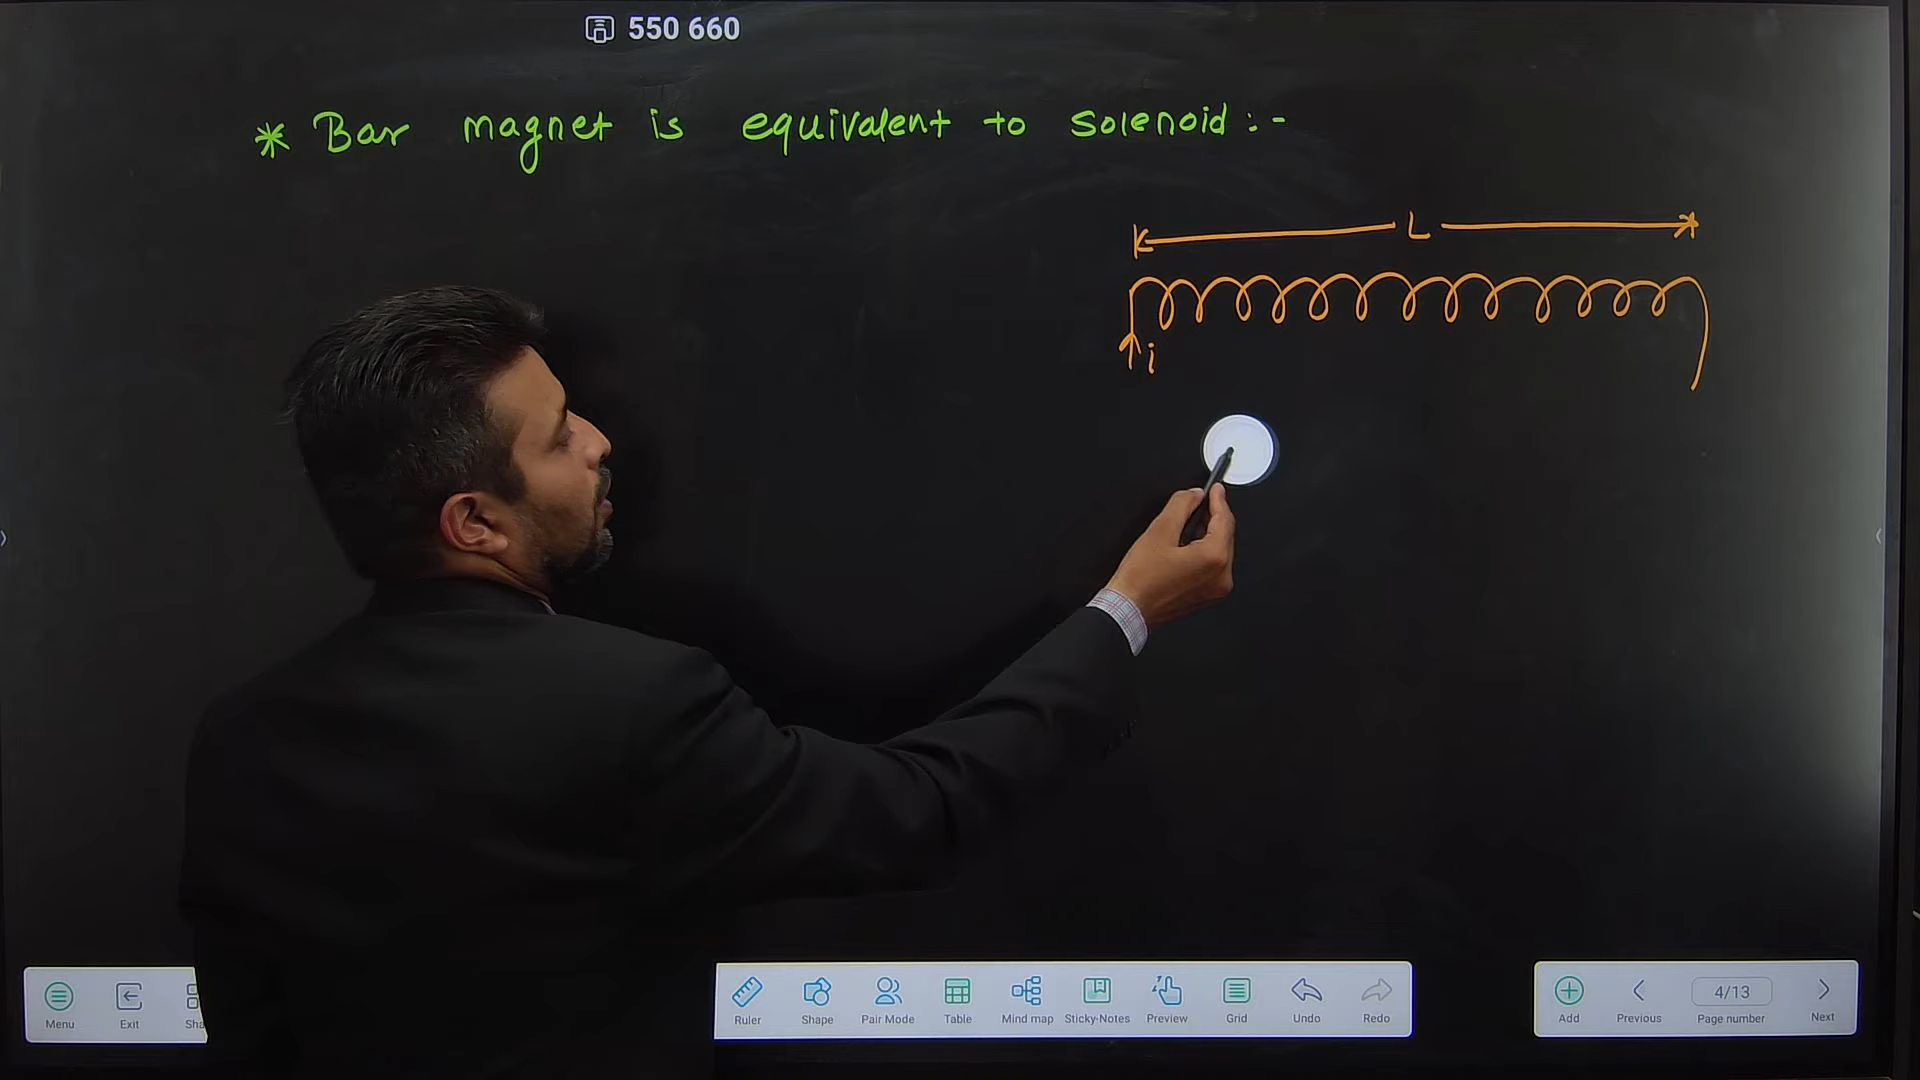 550 660
* Bar magnet is equivalent to solenoid :-
L
i
Menu Exit Sha
Ruler Shape Pair Mode Table Mind map Sticky-Notes Preview Grid Undo Redo
Add Previous 4/13 Page number Next